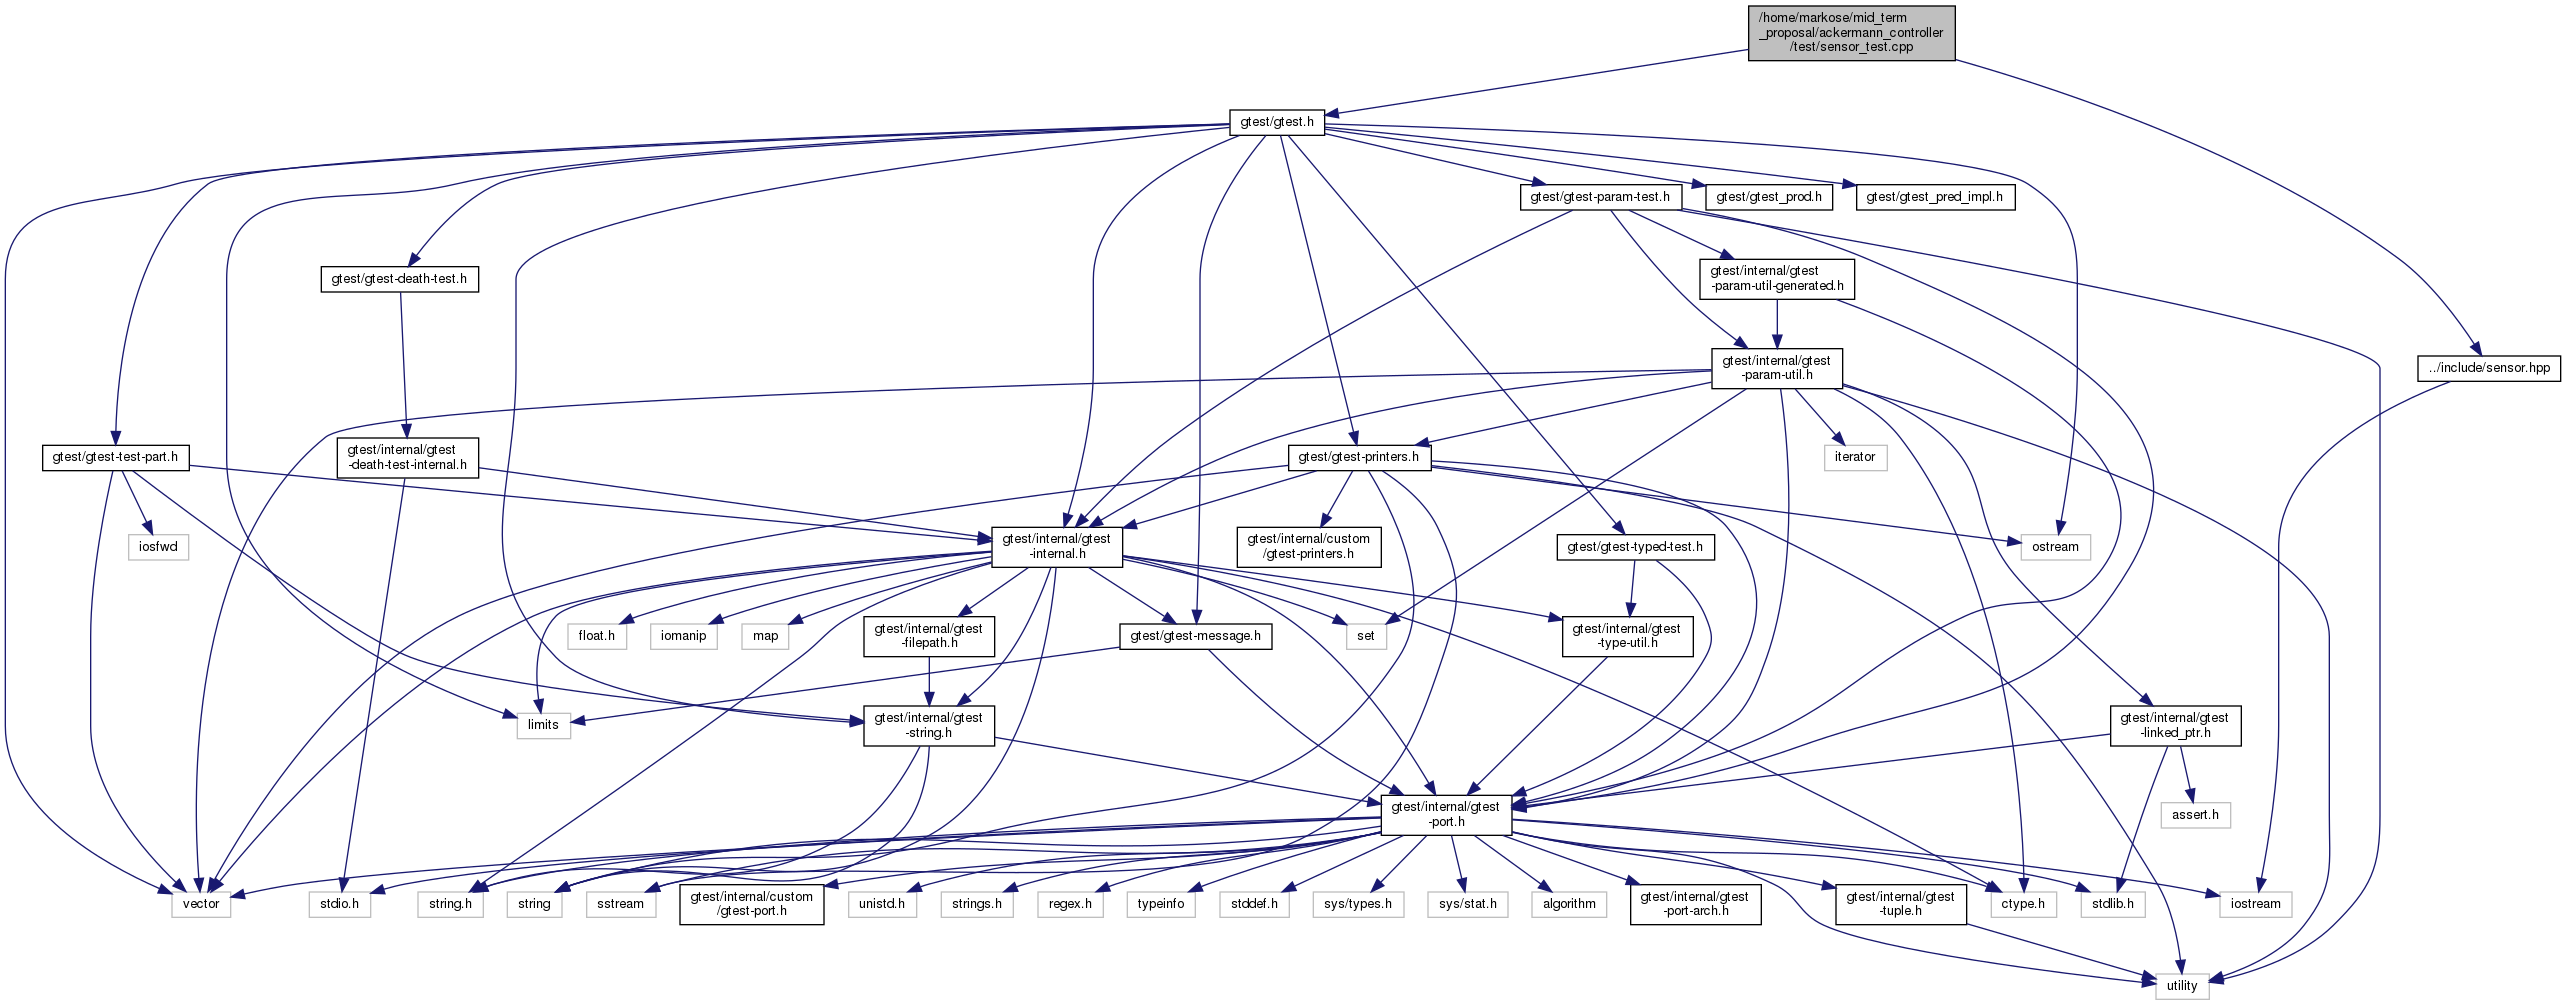 /home/markose/mid_term
_proposal/ackermann_controller
/test/sensor_test.cpp
gtest/gtest.h
gtest/gtest-param-test.h
gtest/gtest_prod.h
gtest/gtest_pred_impl.h
gtest/gtest-death-test.h
gtest/internal/gtest
-param-util-generated.h
gtest/internal/gtest
-param-util.h
../include/sensor.hpp
gtest/gtest-test-part.h
gtest/internal/gtest
-death-test-internal.h
gtest/gtest-printers.h
iterator
iosfwd
gtest/internal/gtest
-internal.h
gtest/internal/custom
/gtest-printers.h
gtest/gtest-typed-test.h
ostream
float.h
iomanip
map
gtest/internal/gtest
-filepath.h
gtest/gtest-message.h
set
gtest/internal/gtest
-type-util.h
limits
gtest/internal/gtest
-string.h
gtest/internal/gtest
-linked_ptr.h
gtest/internal/gtest
-port.h
assert.h
vector
stdio.h
string.h
string
sstream
gtest/internal/custom
/gtest-port.h
unistd.h
strings.h
regex.h
typeinfo
stddef.h
sys/types.h
sys/stat.h
algorithm
gtest/internal/gtest
-port-arch.h
gtest/internal/gtest
-tuple.h
ctype.h
stdlib.h
iostream
utility